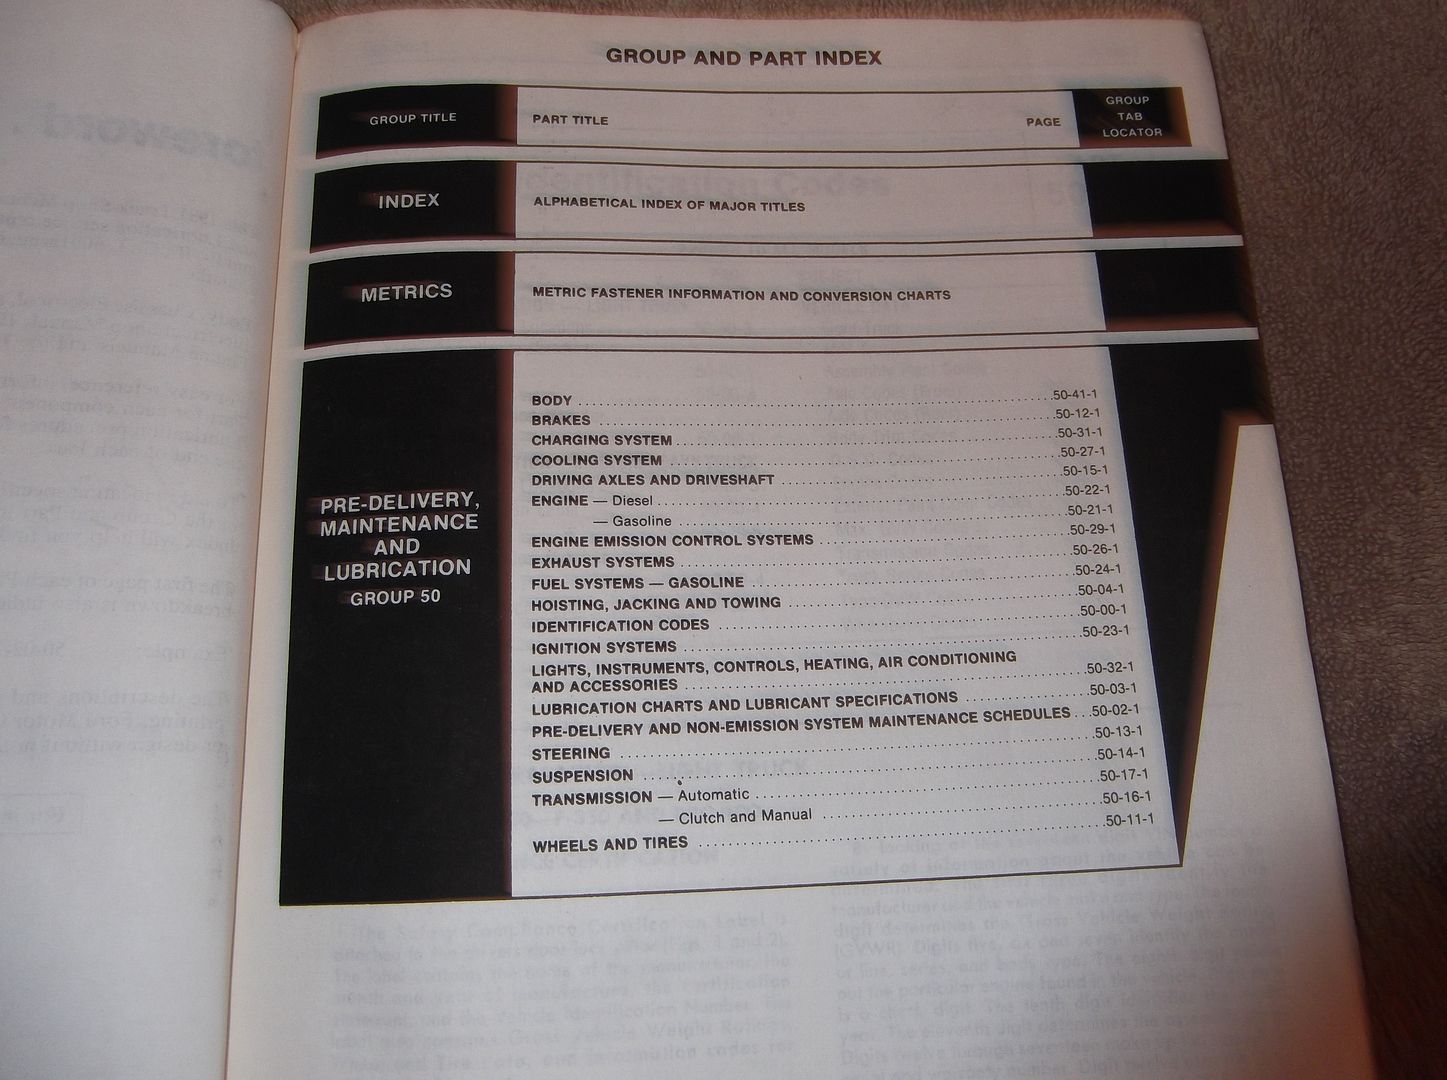 GROUP AND PART INDEX
GROUP TITLE PART TITLE PAGE GROUP TAB LOCATOR
INDEX ALPHABETICAL INDEX OF MAJOR TITLES
METRICS METRIC FASTENER INFORMATION AND CONVERSION CHARTS
PRE-DELIVERY,
MAINTENANCE
AND
LUBRICATION
GROUP 50
BODY 50-41-1
BRAKES 50-12-1
CHARGING SYSTEM 50-31-1
COOLING SYSTEM 50-27-1
DRIVING AXLES AND DRIVESHAFT 50-15-1
ENGINE — Diesel 50-22-1
— Gasoline 50-21-1
ENGINE EMISSION CONTROL SYSTEMS 50-29-1
EXHAUST SYSTEMS 50-26-1
FUEL SYSTEMS — GASOLINE 50-24-1
HOISTING, JACKING AND TOWING 50-04-1
IDENTIFICATION CODES 50-00-1
IGNITION SYSTEMS 50-23-1
LIGHTS, INSTRUMENTS, CONTROLS, HEATING, AIR CONDITIONING
AND ACCESSORIES 50-32-1
LUBRICATION CHARTS AND LUBRICANT SPECIFICATIONS 50-03-1
PRE-DELIVERY AND NON-EMISSION SYSTEM MAINTENANCE SCHEDULES 50-02-1
STEERING 50-13-1
SUSPENSION 50-14-1
TRANSMISSION — Automatic 50-17-1
— Clutch and Manual 50-16-1
WHEELS AND TIRES 50-11-1